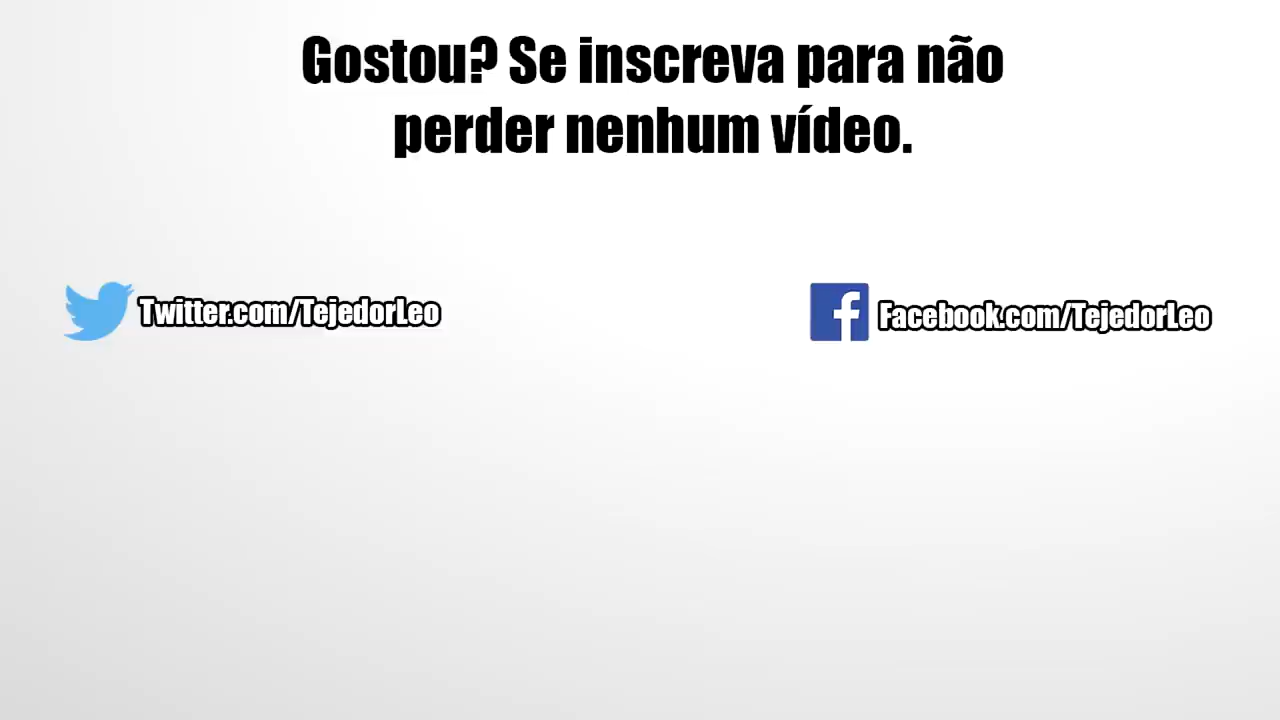 Gostou? Se inscreva para não
perder nenhum vídeo.
Twitter.com/TejedorLeo
Facebook.com/TejedorLeo